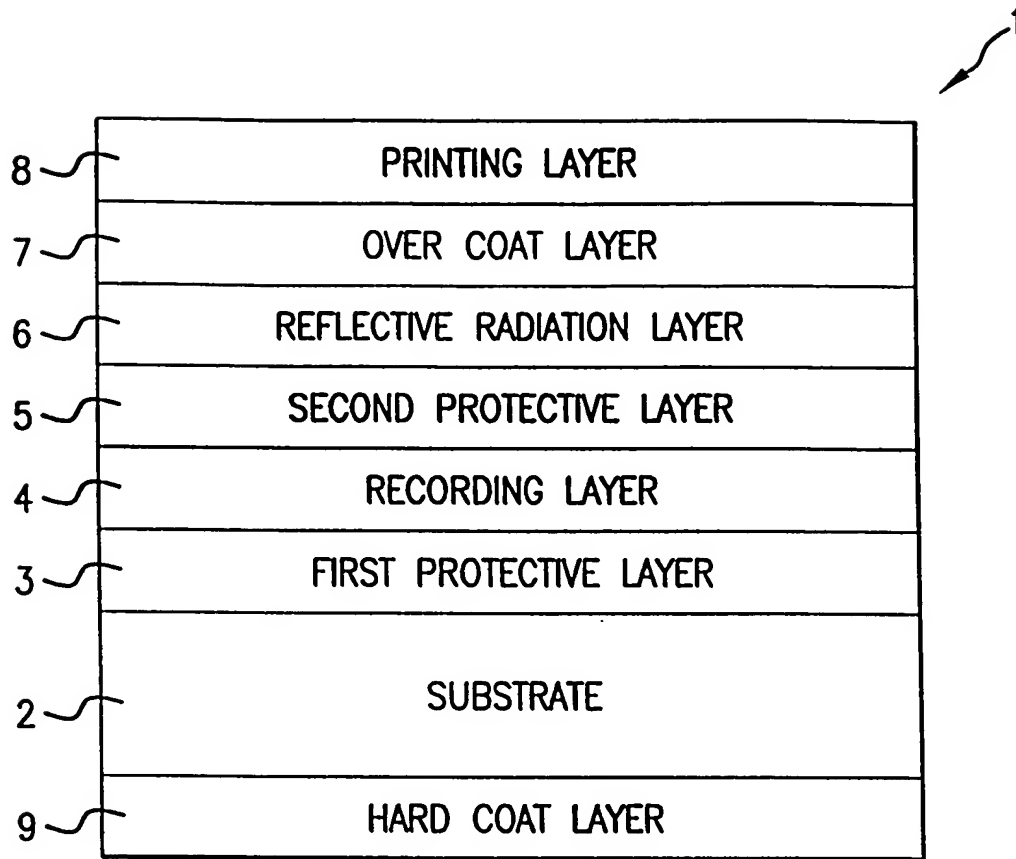 1
8 PRINTING LAYER
7 OVER COAT LAYER
6 REFLECTIVE RADIATION LAYER
5 SECOND PROTECTIVE LAYER
4 RECORDING LAYER
3 FIRST PROTECTIVE LAYER
2 SUBSTRATE
9 HARD COAT LAYER